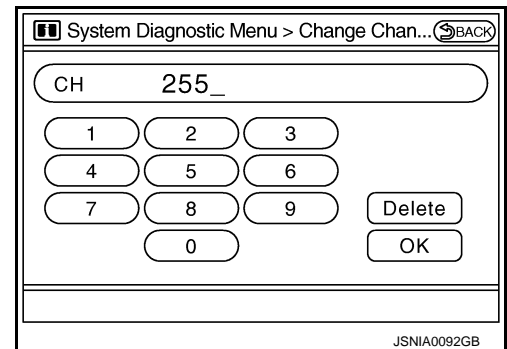 System Diagnostic Menu > Change Chan... BACK
CH 255_
1 2 3
4 5 6
7 8 9 Delete
0 OK
JSNIA0092GB